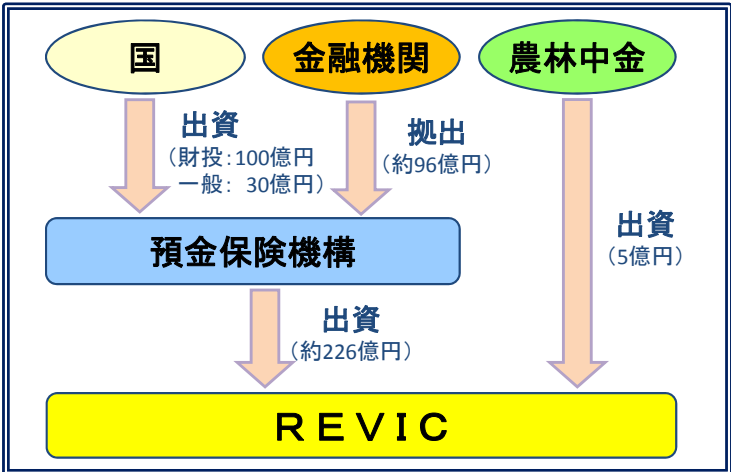 国
金融機関
農林中金
出資
（財投：100億円
一般： 30億円）
拠出
（約96億円）
出資
（5億円）
預金保険機構
出資
（約226億円）
ＲＥＶＩＣ